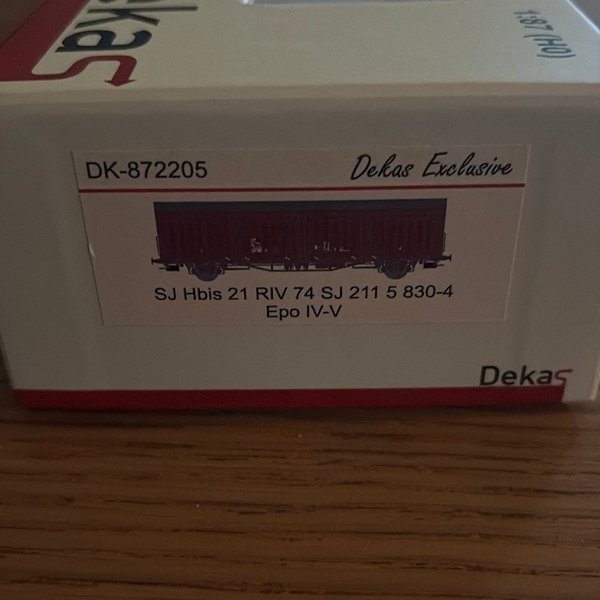 Dekas
1:87 (H0)
DK-872205
Dekas Exclusive
SJ Hbis 21 RIV 74 SJ 211 5 830-4
Epo IV-V
Dekas